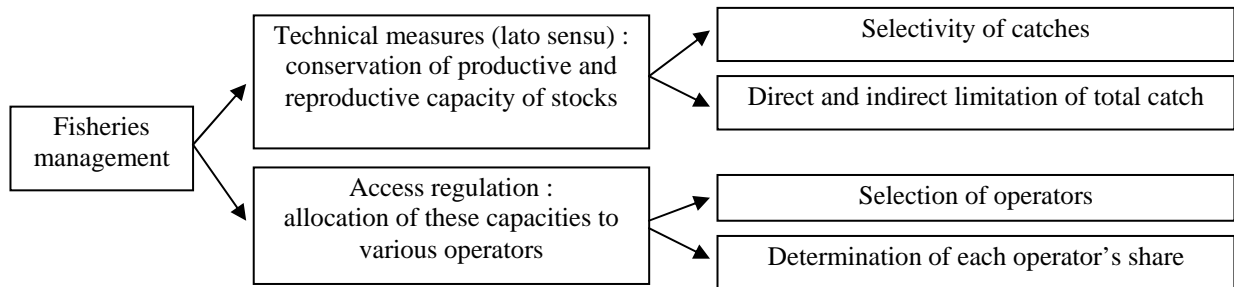 Fisheries
management
Technical measures (lato sensu) :
conservation of productive and
reproductive capacity of stocks
Selectivity of catches
Direct and indirect limitation of total catch
Access regulation :
allocation of these capacities to
various operators
Selection of operators
Determination of each operator’s share